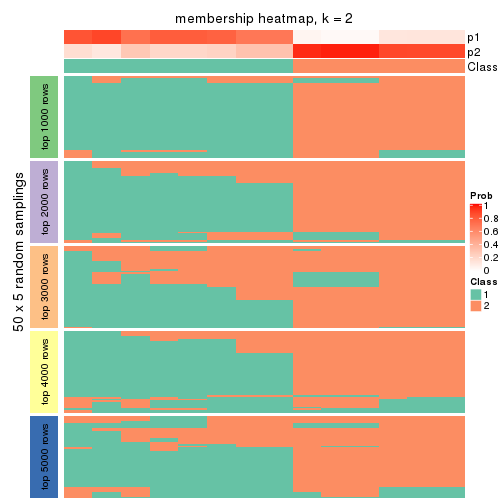 membership heatmap, k = 2
p1
p2
Class
50 x 5 random samplings
top 1000 rows
top 2000 rows
top 3000 rows
top 4000 rows
top 5000 rows
Prob
1
0.8
0.6
0.4
0.2
0
Class
1
2